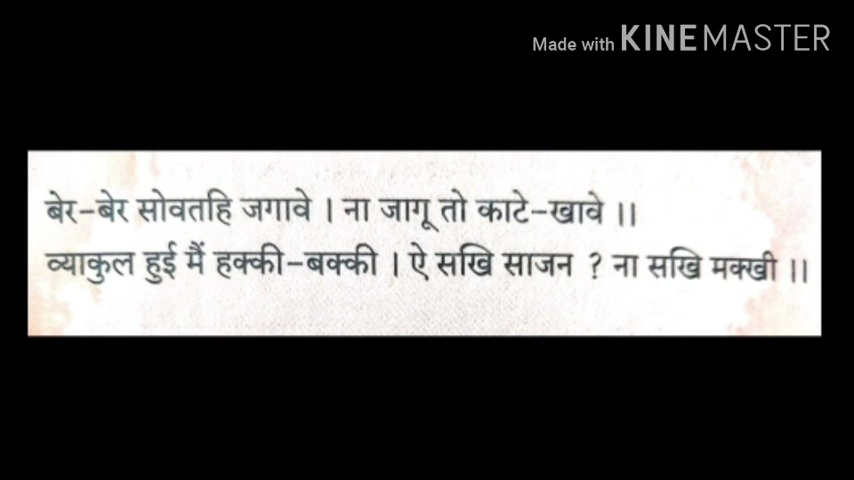 Made with KINEMASTER
बेर-बेर सोवतहि जगावे । ना जागू तो काटे-खावे ।।
व्याकुल हुई मैं हक्की-बक्की । ऐ सखि साजन ? ना सखि मक्खी ।।